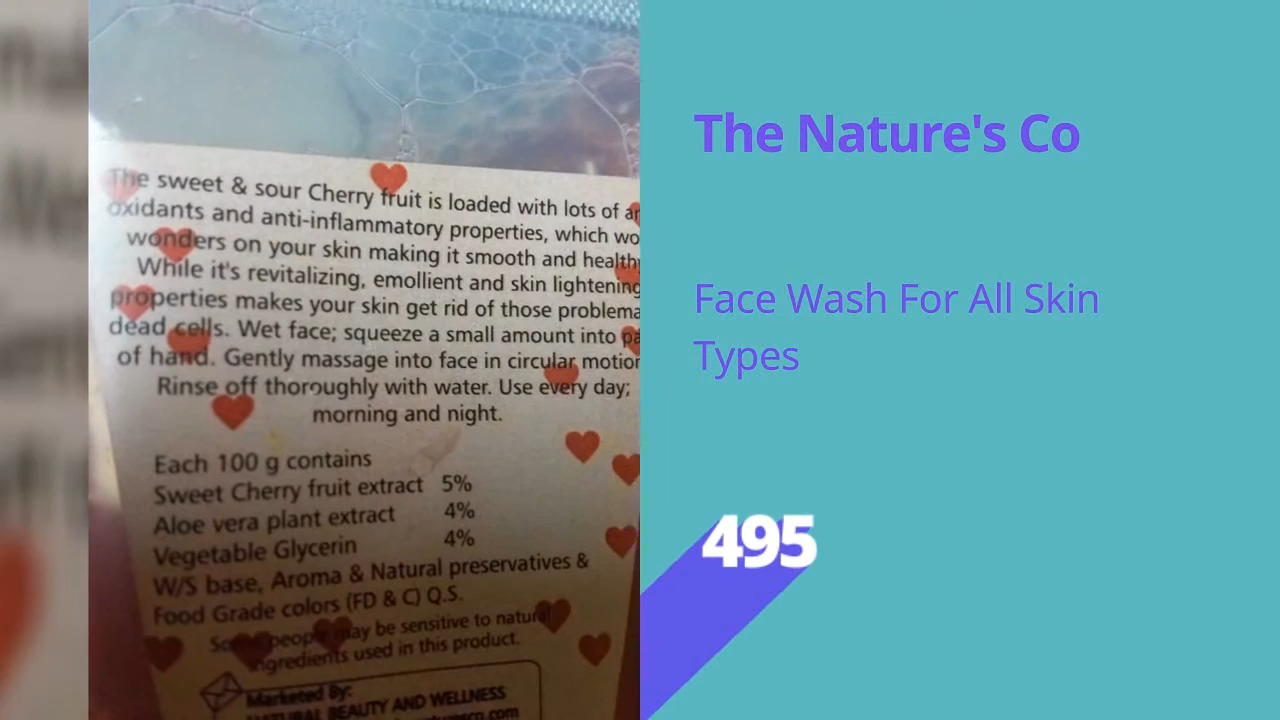 The sweet & sour Cherry fruit is loaded with lots of
oxidants and anti-inflammatory properties, which
wonders on your skin making it smooth and healthy
While it's revitalizing, emollient and skin lightening
properties makes your skin get rid of those
dead cells. Wet face; squeeze a small amount into
of hand. Gently massage into face in circular
Rinse off thoroughly with water. Use every day;
morning and night.
Each 100 g contains
Sweet Cherry fruit extract 5%
Aloe vera plant extract 4%
Vegetable Glycerin 4%
W/S base, Aroma & Natural preservatives &
Food Grade colors (FD & C) Q.S.
Some people may be sensitive to natural
ingredients used in this product.
Marketed By:
NATURAL BEAUTY AND WELLNESS
The Nature's Co
Face Wash For All Skin
Types
495